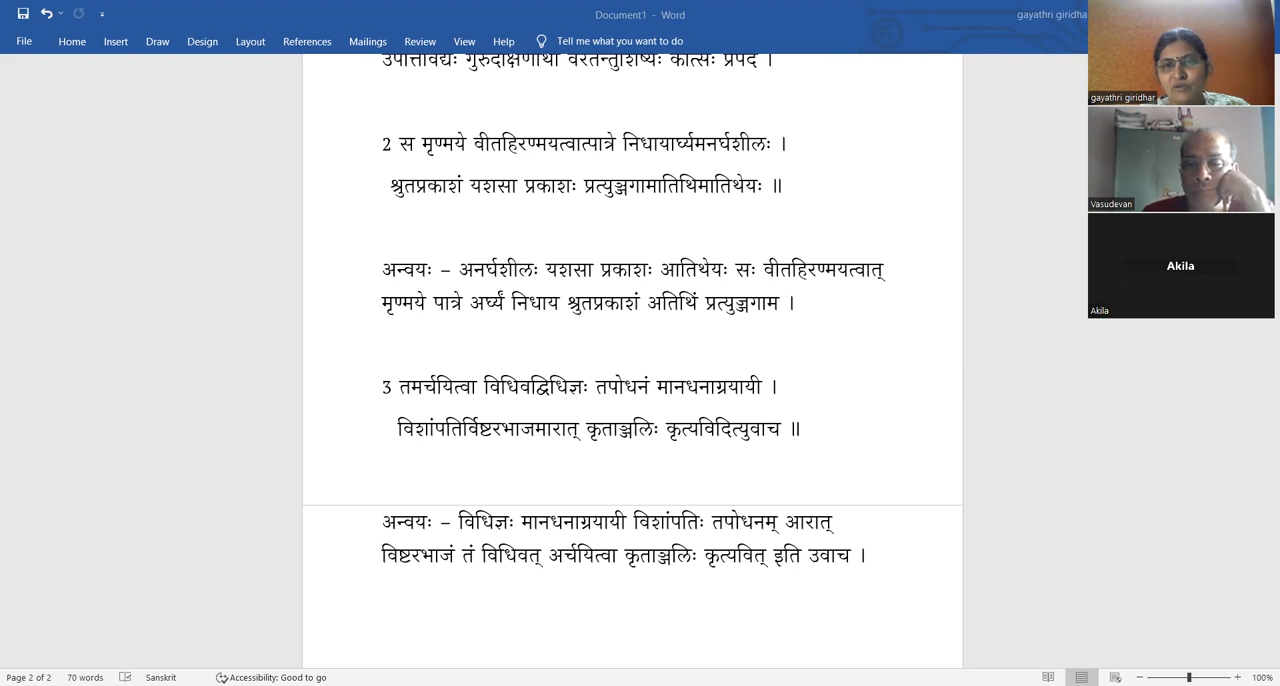 Document1 - Word
gayathri giridha
File Home Insert Draw Design Layout References Mailings Review View Help Tell me what you want to do
उपात्तविद्यः गुरुदक्षिणार्थी वरतन्तुशिष्यः कौत्सः प्रपेदे ।
2 स मृण्मये वीतहिरण्मयत्वात्पात्रे निधायार्घ्यमनर्घशीलः ।
श्रुतप्रकाशं यशसा प्रकाशः प्रत्युज्जगामातिथिमातिथेयः ॥
अन्वयः – अनर्घशीलः यशसा प्रकाशः आतिथेयः सः वीतहिरण्मयत्वात्
मृण्मये पात्रे अर्घ्यं निधाय श्रुतप्रकाशं अतिथिं प्रत्युज्जगाम ।
3 तमर्चयित्वा विधिवद्विधिज्ञः तपोधनं मानधनाग्रयायी ।
विशांपतिर्विष्टरभाजमारात् कृताञ्जलिः कृत्यविदित्युवाच ॥
अन्वयः – विधिज्ञः मानधनाग्रयायी विशांपतिः तपोधनम् आरात्
विष्टरभाजं तं विधिवत् अर्चयित्वा कृताञ्जलिः कृत्यवित् इति उवाच ।
gayathri giridhar
Vasudevan
Akila
Akila
Page 2 of 2 70 words Sanskrit Accessibility: Good to go 100%